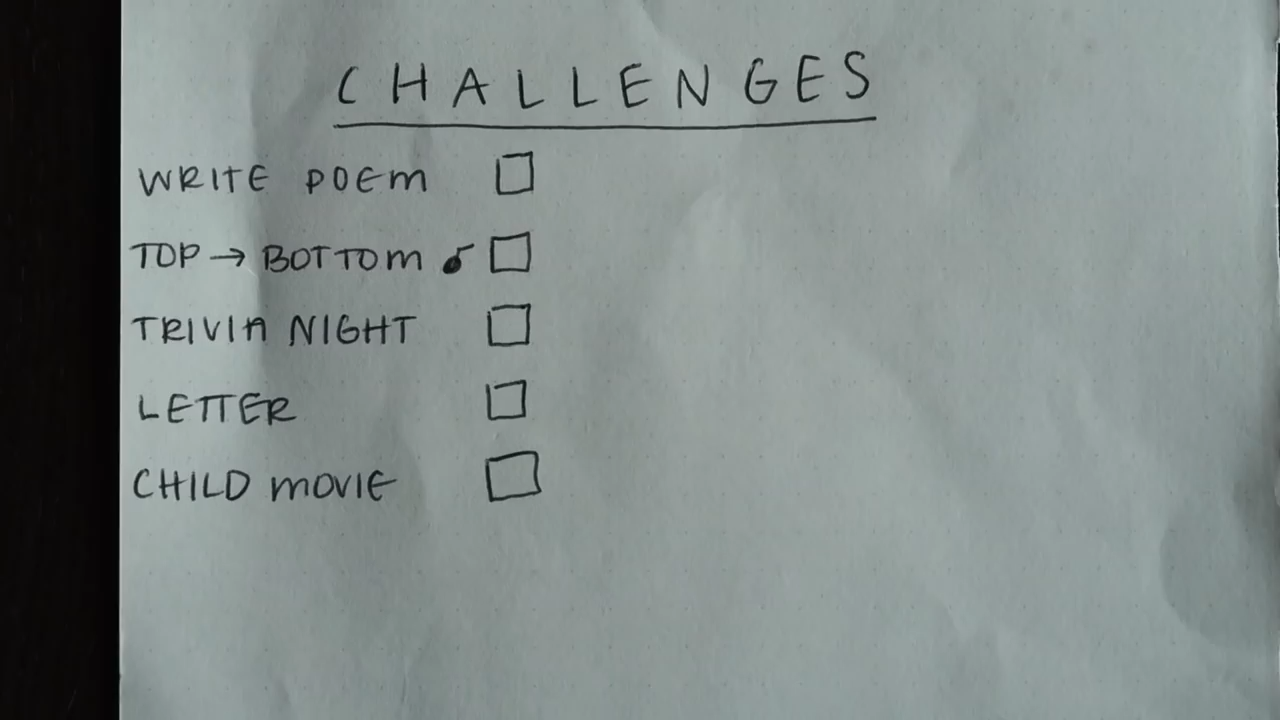 CHALLENGES
WRITE POEM ☐
TOP → BOTTOM ♪ ☐
TRIVIA NIGHT ☐
LETTER ☐
CHILD MOVIE ☐